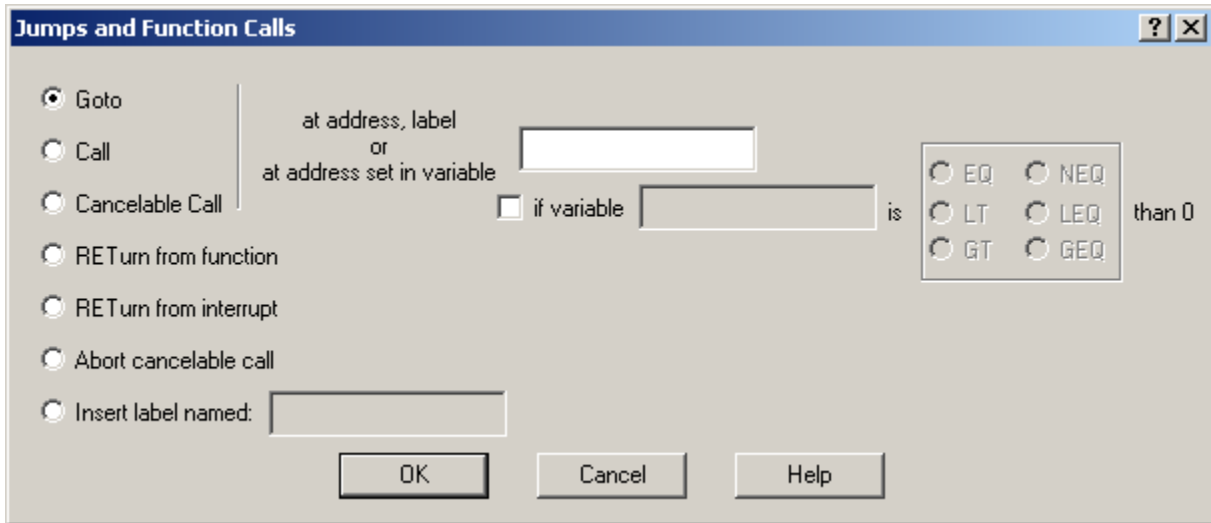 Jumps and Function Calls
Goto
Call
Cancelable Call
RETurn from function
RETurn from interrupt
Abort cancelable call
Insert label named:
at address, label
or
at address set in variable
if variable
is
EQ NEQ
LT LEQ
GT GEQ
than 0
OK Cancel Help